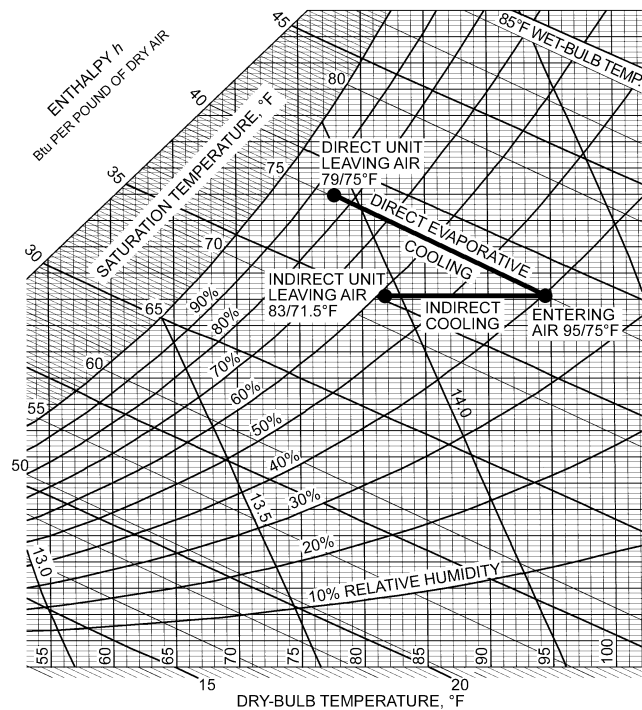 45
85°F WET-BULB TEMP
ENTHALPY h
Btu PER POUND OF DRY AIR
40
80
SATURATION TEMPERATURE, °F
DIRECT UNIT
LEAVING AIR
79/75°F
75
35
DIRECT EVAPORATIVE
COOLING
70
30
INDIRECT UNIT
LEAVING AIR
83/71.5°F
INDIRECT
COOLING
ENTERING
AIR 95/75°F
90%
65
80%
70%
60
60%
14.0
55
50%
50
40%
13.5
30%
20%
13.0
10% RELATIVE HUMIDITY
55
60
65
70
75
80
85
90
95
100
15
20
DRY-BULB TEMPERATURE, °F